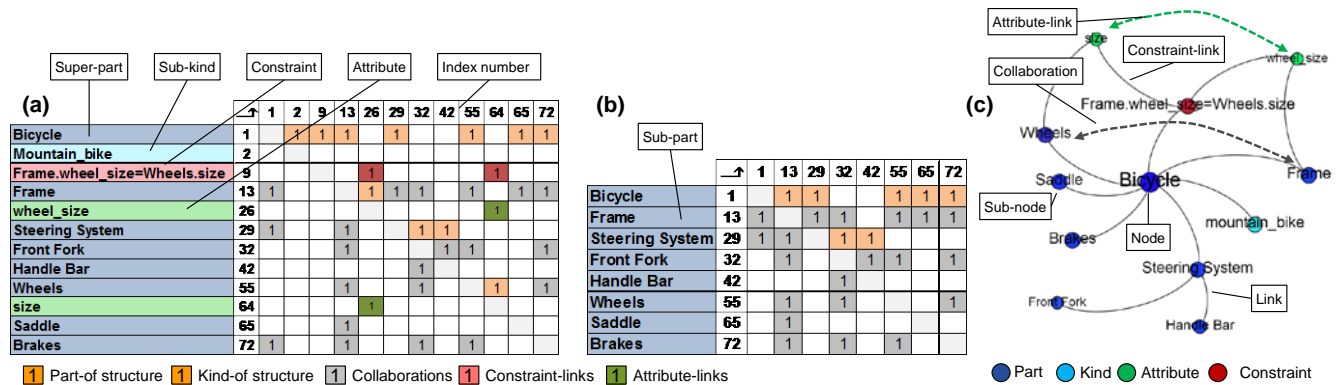 Super-part
Sub-kind
Constraint
Attribute
Index number
(a)
1 2 9 13 26 29 32 42 55 64 65 72
Bicycle 1 1 1 1 1 1 1 1
Mountain_bike 2
Frame.wheel_size=Wheels.size 9 1 1
Frame 13 1 1 1 1 1 1 1
wheel_size 26 1
Steering System 29 1 1 1 1
Front Fork 32 1 1 1 1
Handle Bar 42 1
Wheels 55 1 1 1 1
size 64 1
Saddle 65 1
Brakes 72 1 1 1 1
(b)
Sub-part
1 13 29 32 42 55 65 72
Bicycle 1 1 1 1 1 1
Frame 13 1 1 1 1 1 1
Steering System 29 1 1 1 1
Front Fork 32 1 1 1 1
Handle Bar 42 1
Wheels 55 1 1 1
Saddle 65 1
Brakes 72 1 1 1 1
1 Part-of structure
1 Kind-of structure
1 Collaborations
1 Constraint-links
1 Attribute-links
(c)
Attribute-link
size
Constraint-link
wheel_size
Collaboration
Frame.wheel_size=Wheels.size
Wheels
Frame
Saddle
Bicycle
Sub-node
mountain_bike
Brakes
Node
Steering System
Link
Front Fork
Handle Bar
Part
Kind
Attribute
Constraint